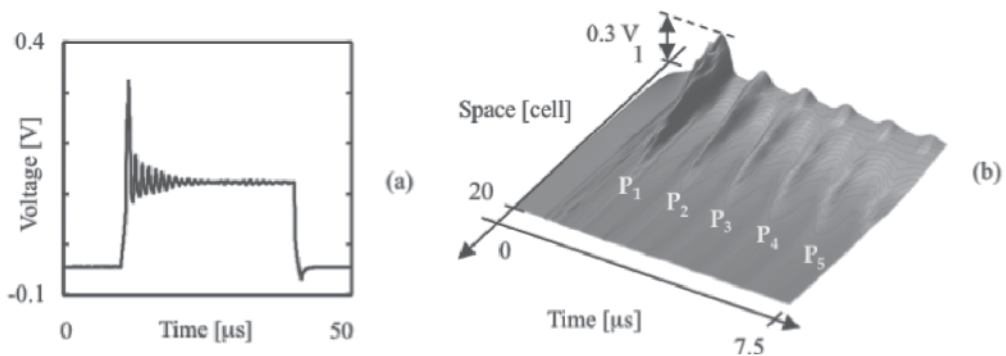 0.4
Voltage [V]
-0.1
0
Time [μs]
50
(a)
0.3 V
1
Space [cell]
20
0
Time [μs]
7.5
P1
P2
P3
P4
P5
(b)